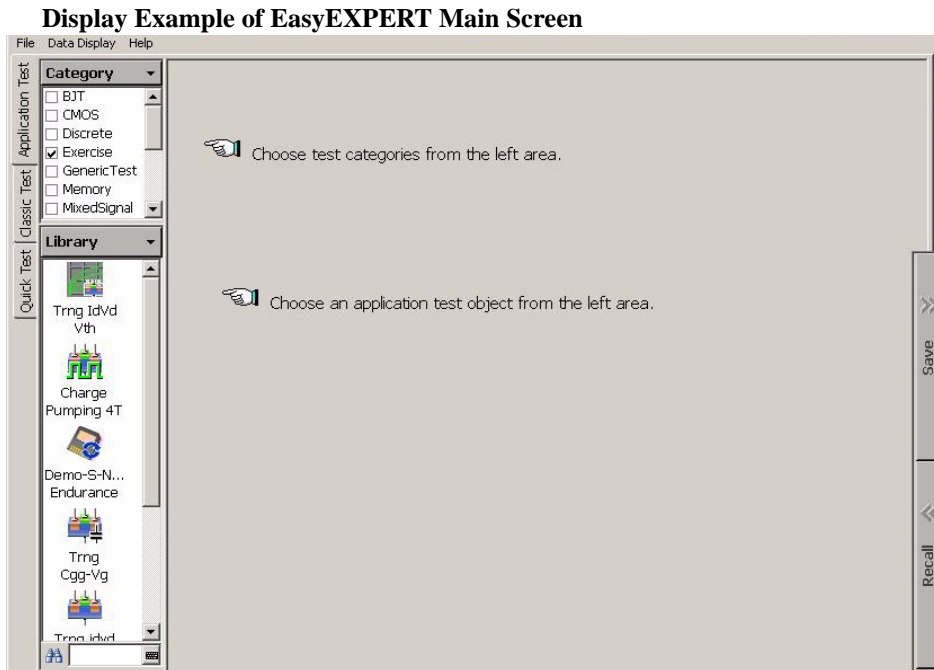 Display Example of EasyEXPERT Main Screen
File Data Display Help
Application Test
Classic Test
Quick Test
Category
BJT
CMOS
Discrete
Exercise
GenericTest
Memory
MixedSignal
Library
Trng IdVd
Vth
Charge
Pumping 4T
Demo-S-N...
Endurance
Trng
Cgg-Vg
Trng idvd
Choose test categories from the left area.
Choose an application test object from the left area.
Save
Recall